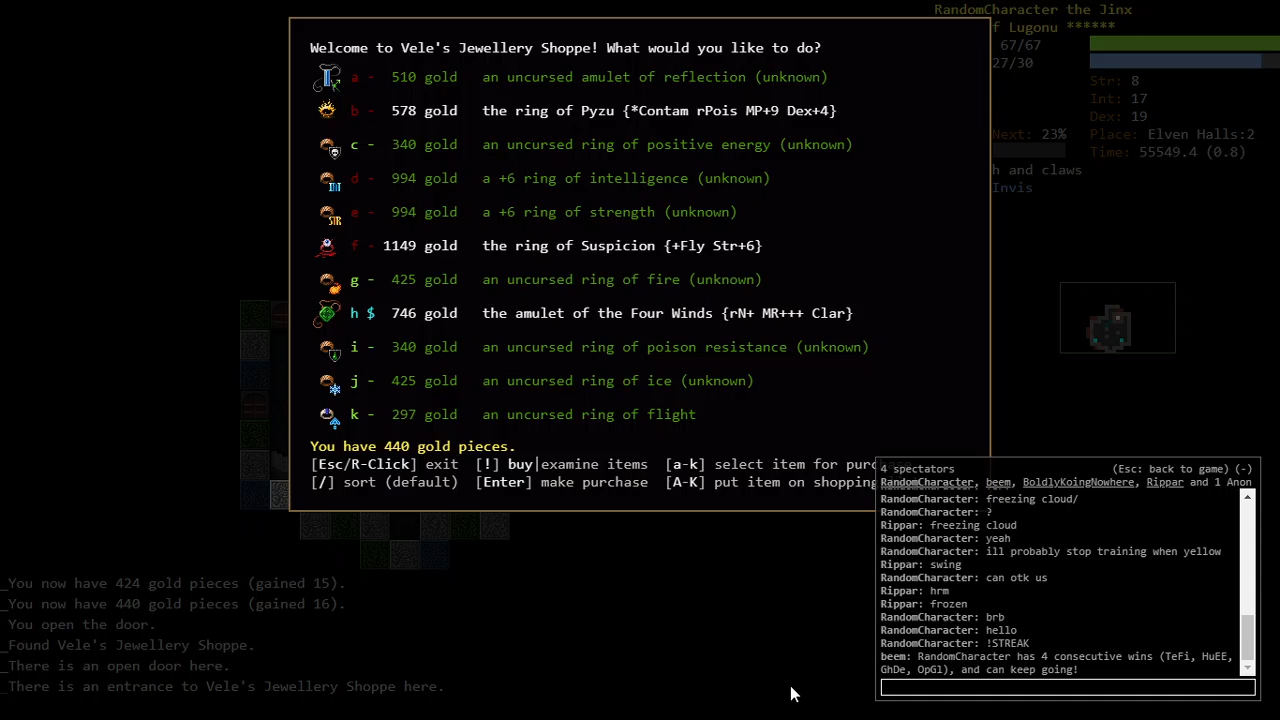 RandomCharacter the Jinx
f Lugonu ******
67/67
27/30
Str: 8
Int: 17
Dex: 19
Next: 23% Place: Elven Halls:2
Time: 55549.4 (0.8)
h and claws
Invis
Welcome to Vele's Jewellery Shoppe! What would you like to do?
a - 510 gold an uncursed amulet of reflection (unknown)
b - 578 gold the ring of Pyzu {*Contam rPois MP+9 Dex+4}
c - 340 gold an uncursed ring of positive energy (unknown)
d - 994 gold a +6 ring of intelligence (unknown)
e - 994 gold a +6 ring of strength (unknown)
f - 1149 gold the ring of Suspicion {+Fly Str+6}
g - 425 gold an uncursed ring of fire (unknown)
h $ 746 gold the amulet of the Four Winds {rN+ MR+++ Clar}
i - 340 gold an uncursed ring of poison resistance (unknown)
j - 425 gold an uncursed ring of ice (unknown)
k - 297 gold an uncursed ring of flight
You have 440 gold pieces.
[Esc/R-Click] exit [!] buy|examine items [a-k] select item for purc
[/] sort (default) [Enter] make purchase [A-K] put item on shopping
_You now have 424 gold pieces (gained 15).
_You now have 440 gold pieces (gained 16).
You open the door.
_Found Vele's Jewellery Shoppe.
_There is an open door here.
_There is an entrance to Vele's Jewellery Shoppe here.
4 spectators (Esc: back to game) (-)
RandomCharacter, beem, BoldlyKoingNowhere, Rippar and 1 Anon
RandomCharacter: freezing cloud/
RandomCharacter: ?
Rippar: freezing cloud
RandomCharacter: yeah
RandomCharacter: ill probably stop training when yellow
Rippar: swing
RandomCharacter: can otk us
Rippar: hrm
Rippar: frozen
RandomCharacter: brb
RandomCharacter: hello
RandomCharacter: !STREAK
beem: RandomCharacter has 4 consecutive wins (TeFi, HuEE,
GhDe, OpGl), and can keep going!